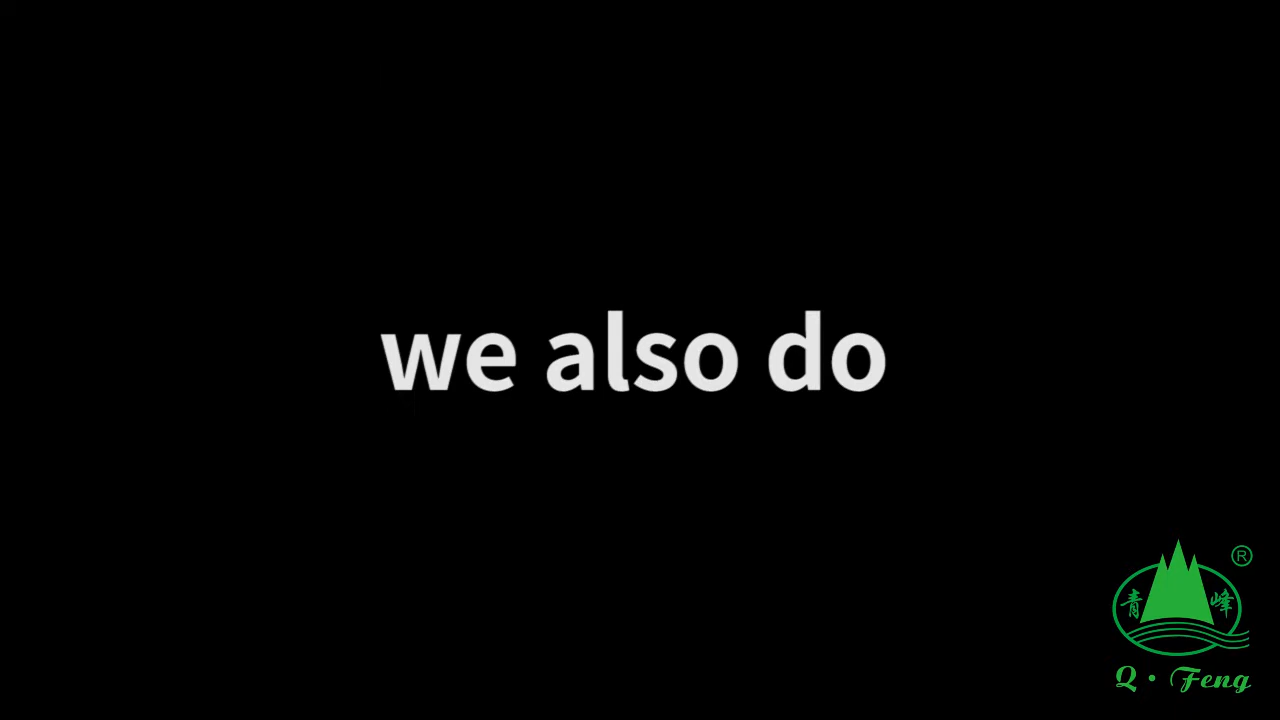 we also do
®
青 峰
Q·Feng